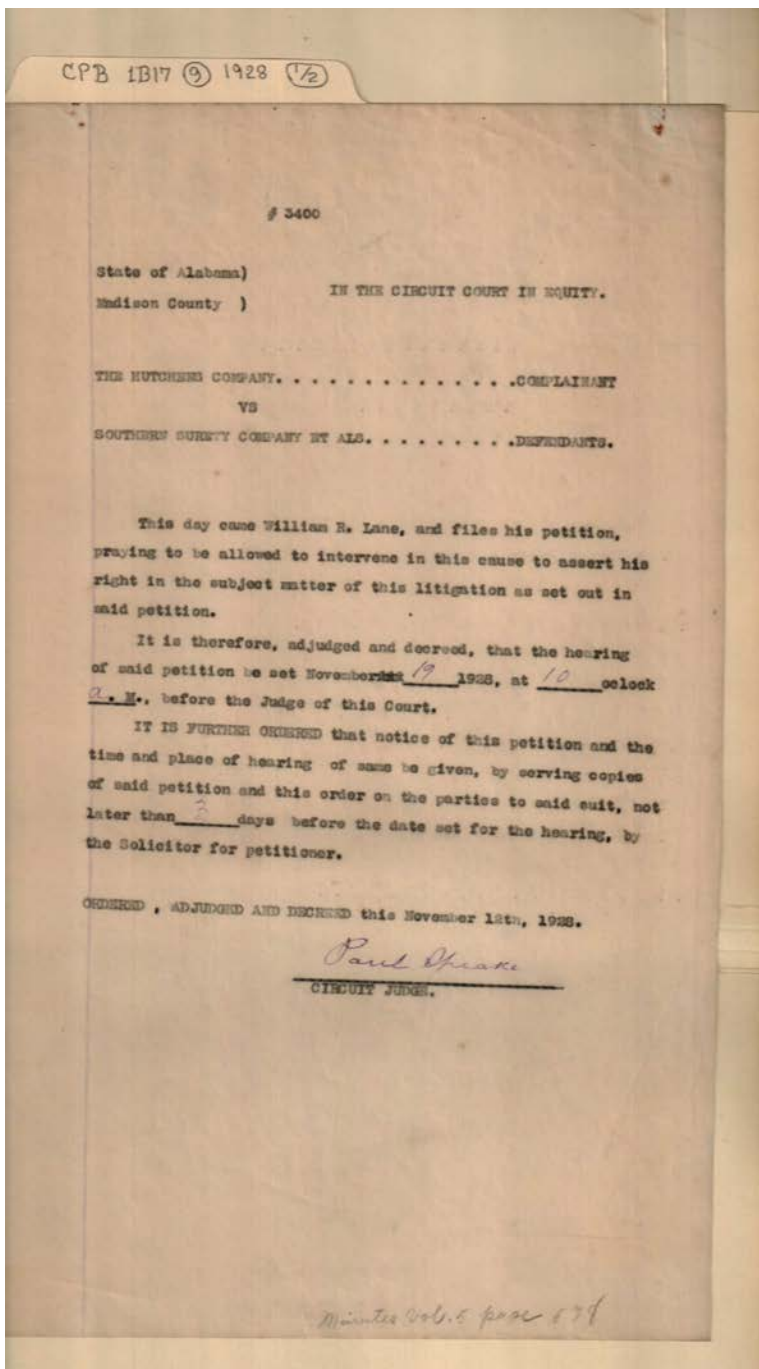 CPB 1B17 (9) 1928 (1/2)
# 3400
State of Alabama)
Madison County )
IN THE CIRCUIT COURT IN EQUITY.
THE HUTCHENS COMPANY. . . . . . . . . . . . . . . .COMPLAINANT
VS
SOUTHERN SURETY COMPANY ET ALS. . . . . . . . . .DEFENDANTS.
This day came William R. Lane, and files his petition,
praying to be allowed to intervene in this cause to assert his
right in the subject matter of this litigation as set out in
said petition.
It is therefore, adjudged and decreed, that the hearing
of said petition be set November 19 1928, at 10 oclock
a. M., before the Judge of this Court.
IT IS FURTHER ORDERED that notice of this petition and the
time and place of hearing of same be given, by serving copies
of said petition and this order on the parties to said suit, not
later than days before the date set for the hearing, by
the Solicitor for petitioner.
ORDERED , ADJUDGED AND DECREED this November 12th, 1928.
Paul Speake
CIRCUIT JUDGE.
Minutes Vol. 5 page